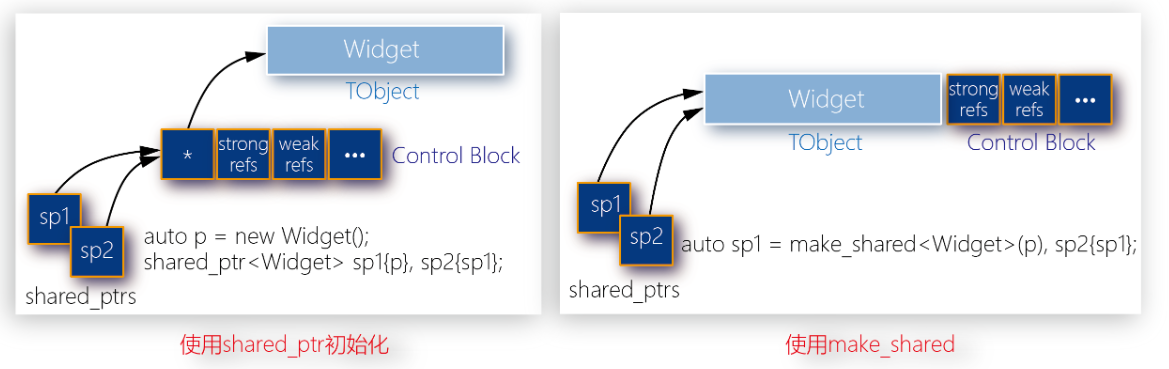 Widget
TObject
*
strong
refs
weak
refs
...
Control Block
sp1
sp2
auto p = new Widget();
shared_ptr<Widget> sp1{p}, sp2{sp1};
shared_ptrs
使用shared_ptr初始化
Widget
strong
refs
weak
refs
...
TObject
Control Block
sp1
sp2
auto sp1 = make_shared<Widget>(p), sp2{sp1};
shared_ptrs
使用make_shared